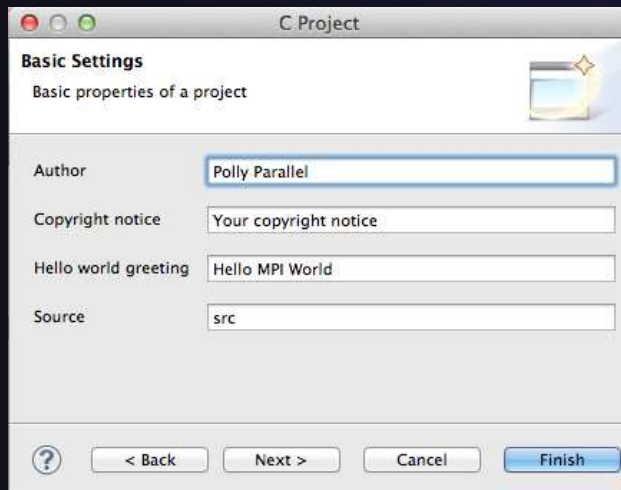 C Project
Basic Settings
Basic properties of a project
Author Polly Parallel
Copyright notice Your copyright notice
Hello world greeting Hello MPI World
Source src
? < Back Next > Cancel Finish